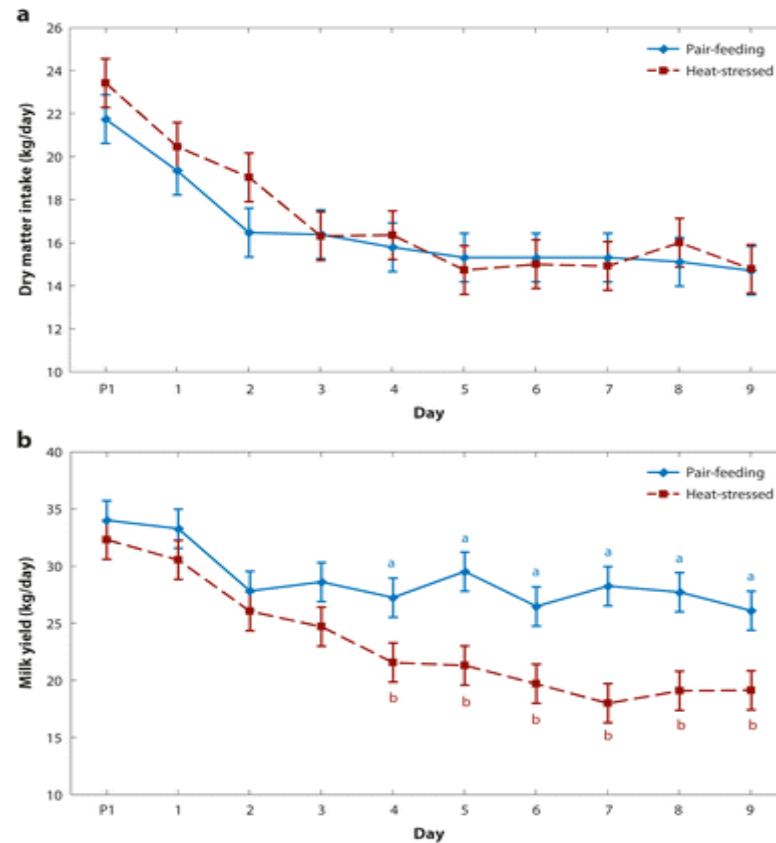 a
26
24
22
20
18
16
14
12
10
Dry matter intake (kg/day)
Pair-feeding
Heat-stressed
P1 1 2 3 4 5 6 7 8 9
Day
b
40
35
30
25
20
15
10
Milk yield (kg/day)
Pair-feeding
Heat-stressed
a a a a a a
b b b b b b
P1 1 2 3 4 5 6 7 8 9
Day